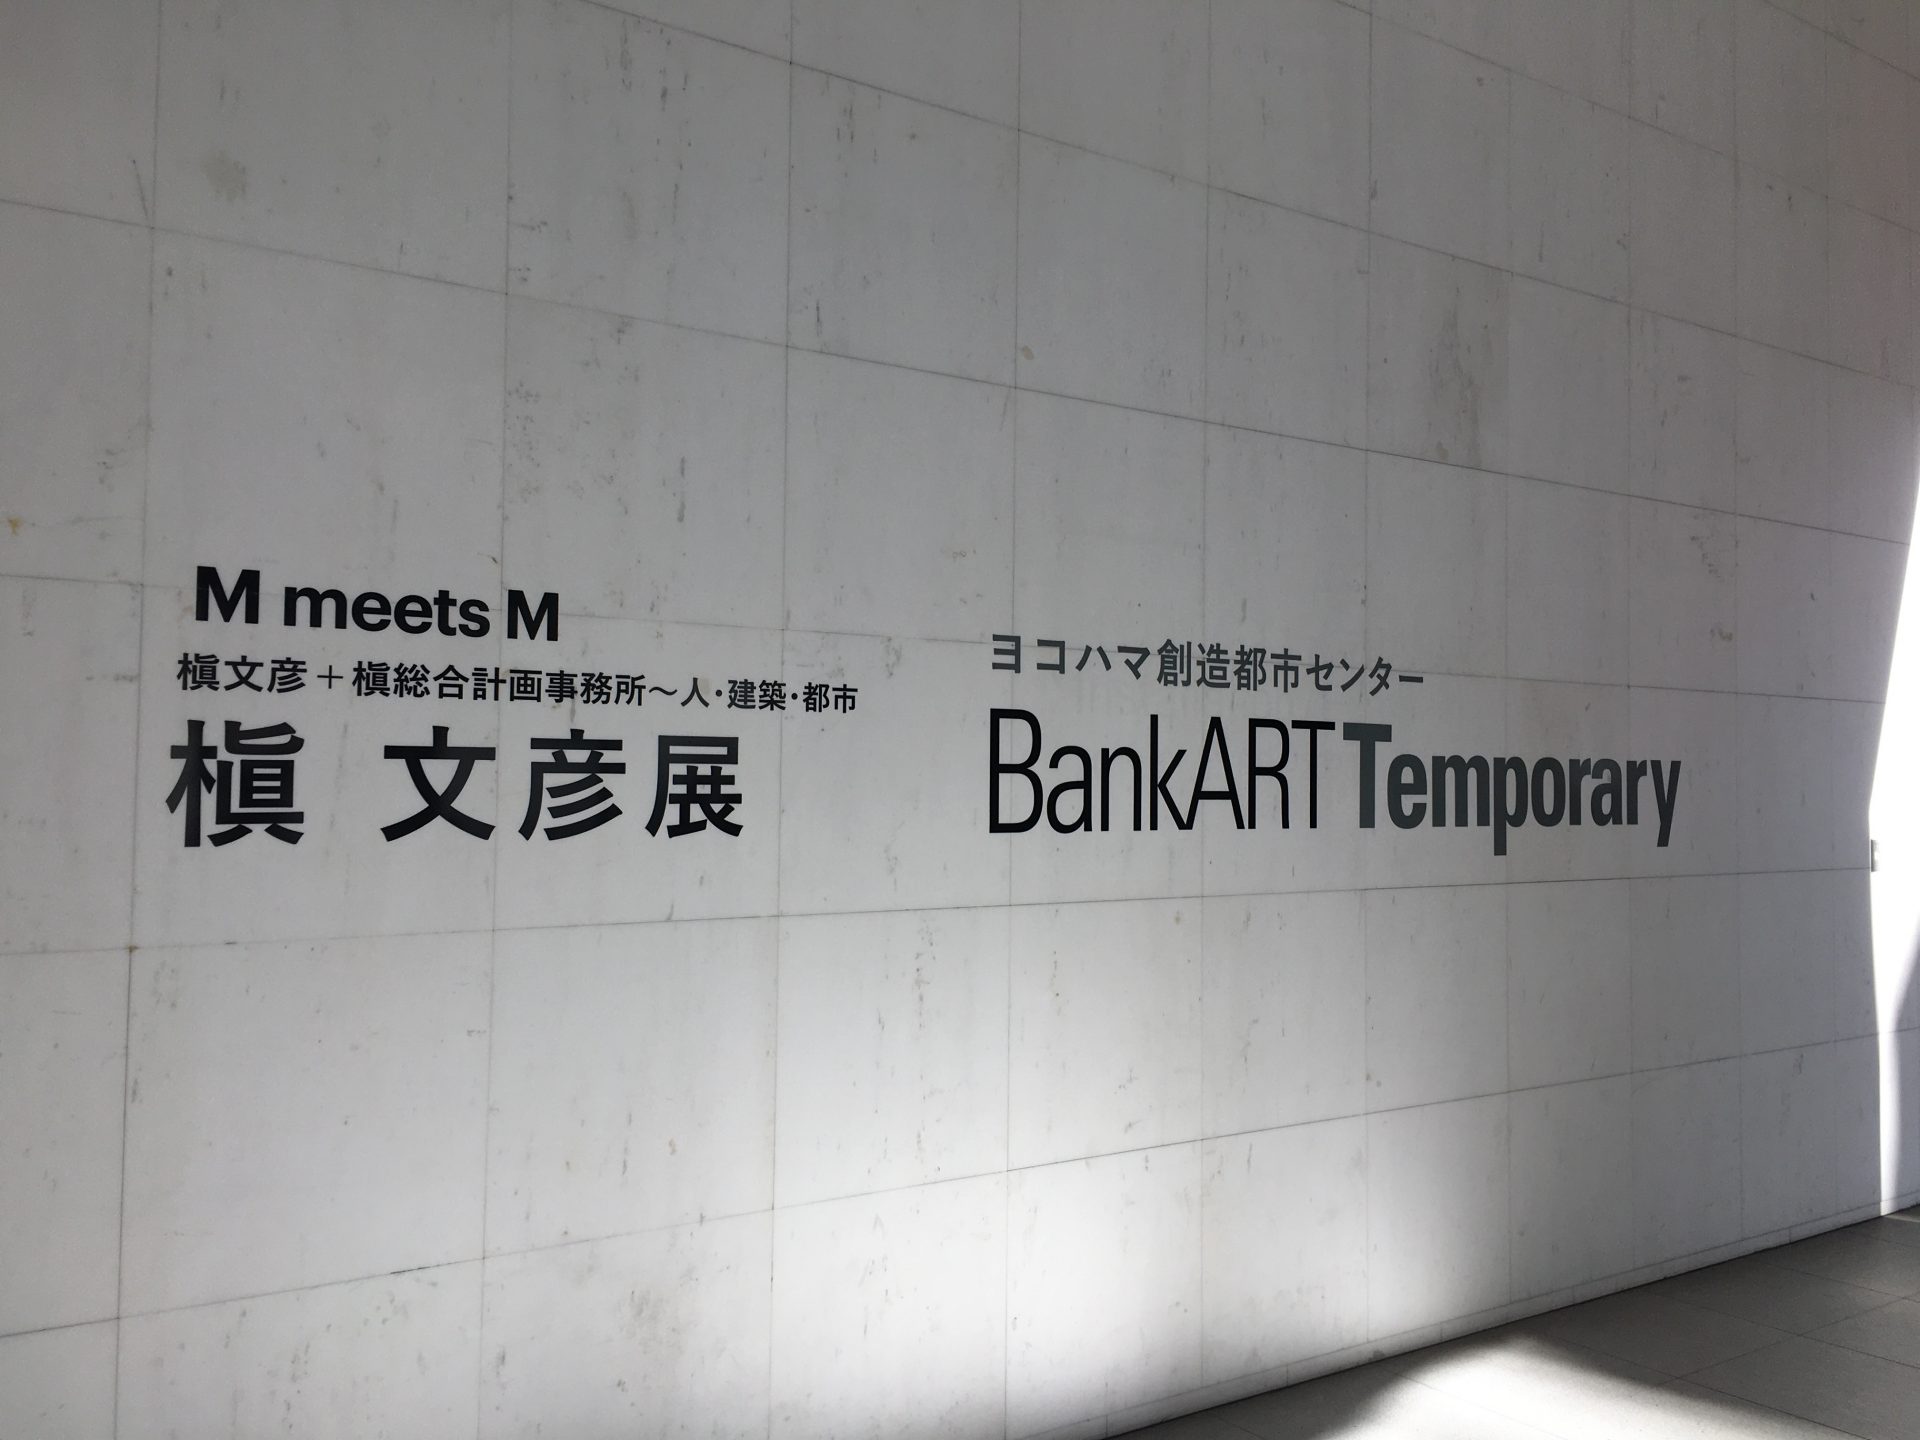 M meets M
槇文彦＋槇総合計画事務所〜人・建築・都市
槇 文彦展
ヨコハマ創造都市センター
BankART Temporary